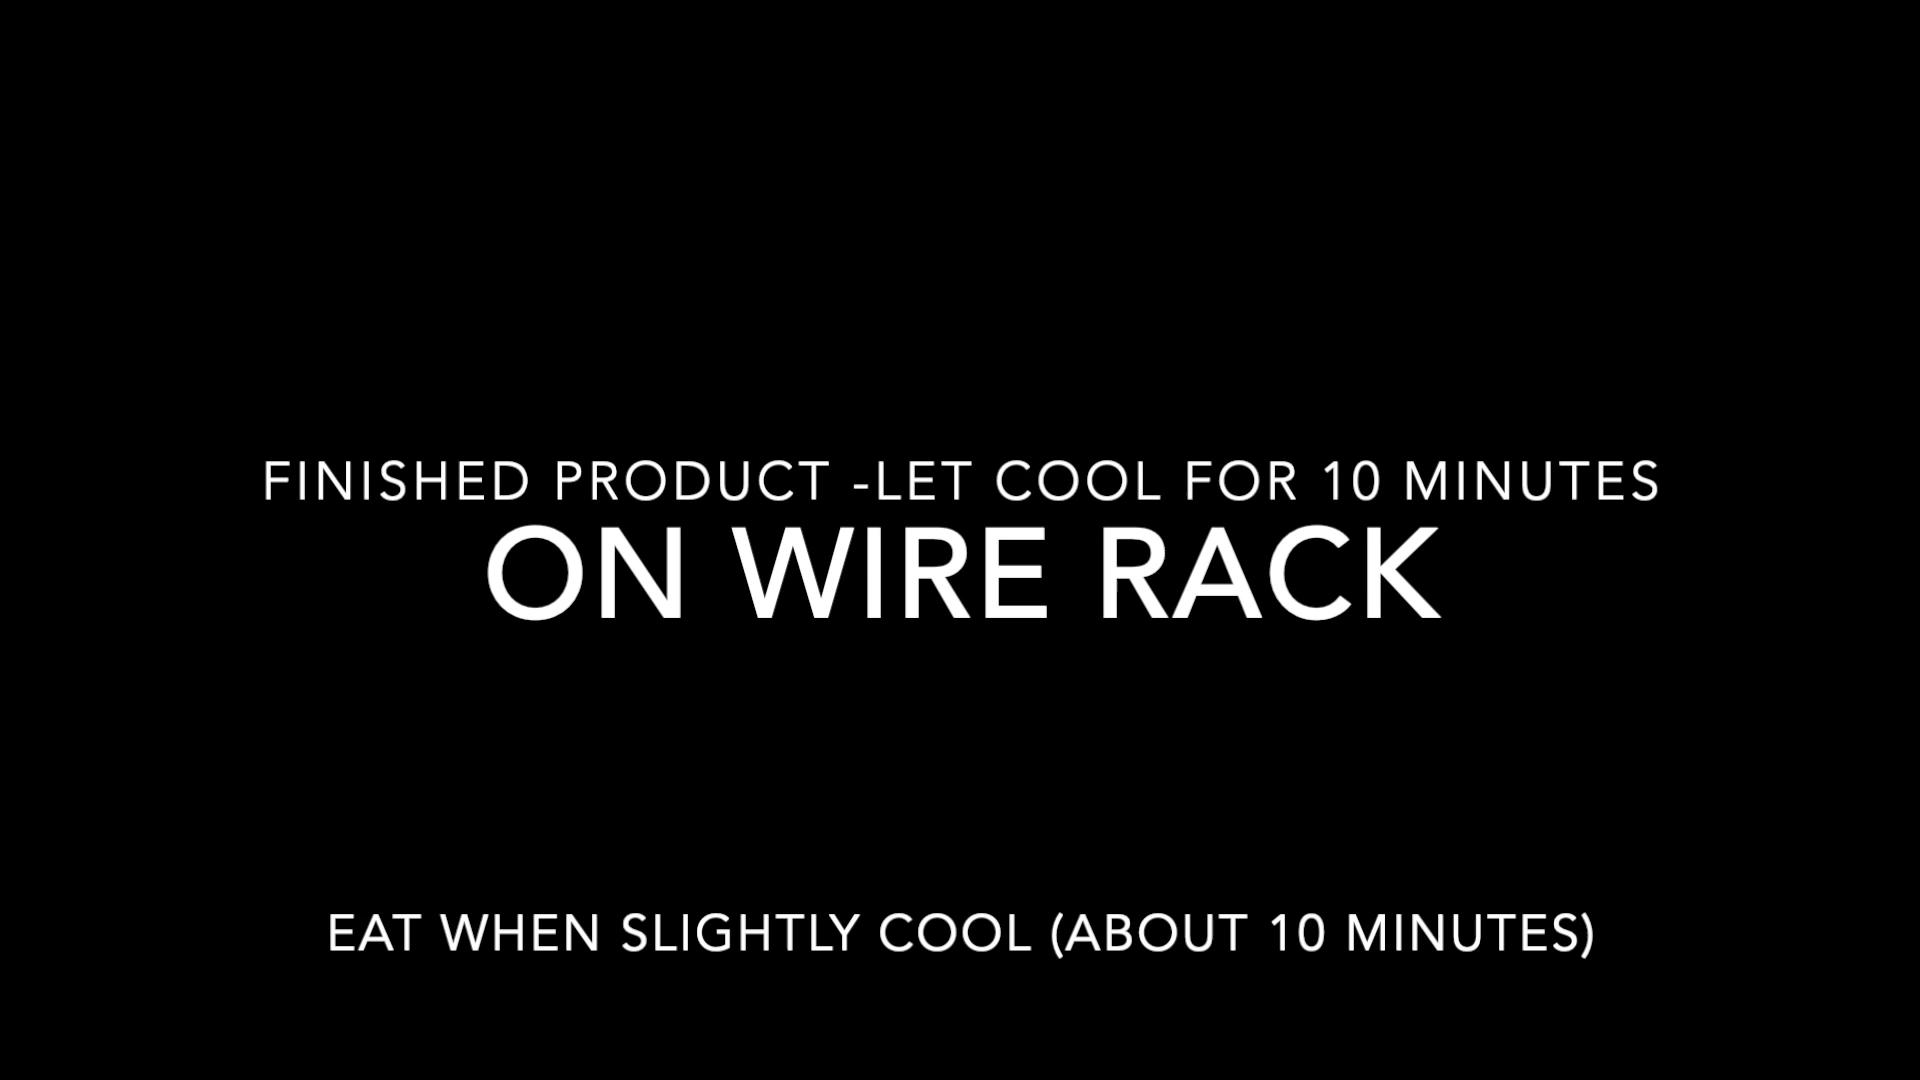 FINISHED PRODUCT -LET COOL FOR 10 MINUTES
ON WIRE RACK
EAT WHEN SLIGHTLY COOL (ABOUT 10 MINUTES)